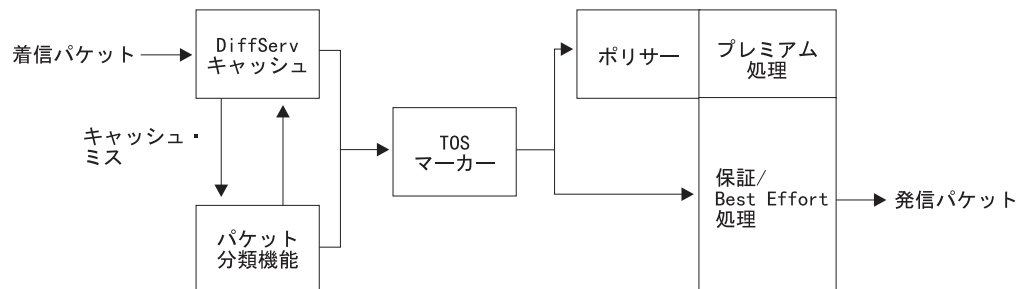 着信パケット
DiffServ
キャッシュ
キャッシュ・
ミス
パケット
分類機能
TOS
マーカー
ポリサー
プレミアム
処理
保証/
Best Effort
処理
発信パケット